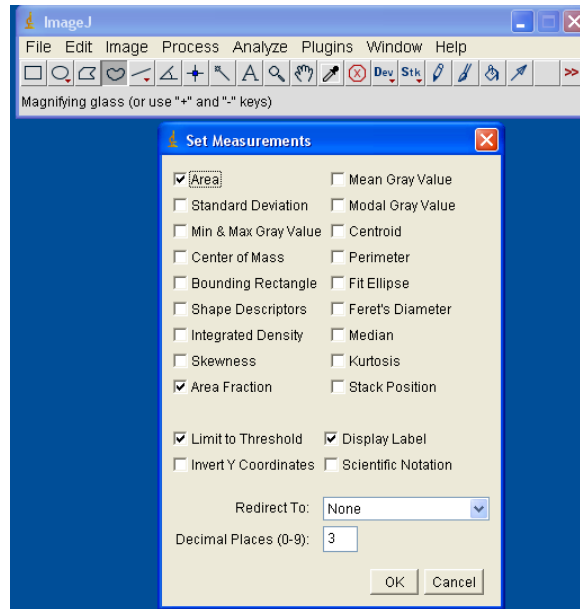 ImageJ
File Edit Image Process Analyze Plugins Window Help
A Dev Stk >>
Magnifying glass (or use "+" and "-" keys)
Set Measurements
Area Mean Gray Value
Standard Deviation Modal Gray Value
Min & Max Gray Value Centroid
Center of Mass Perimeter
Bounding Rectangle Fit Ellipse
Shape Descriptors Feret's Diameter
Integrated Density Median
Skewness Kurtosis
Area Fraction Stack Position
Limit to Threshold Display Label
Invert Y Coordinates Scientific Notation
Redirect To: None
Decimal Places (0-9): 3
OK Cancel